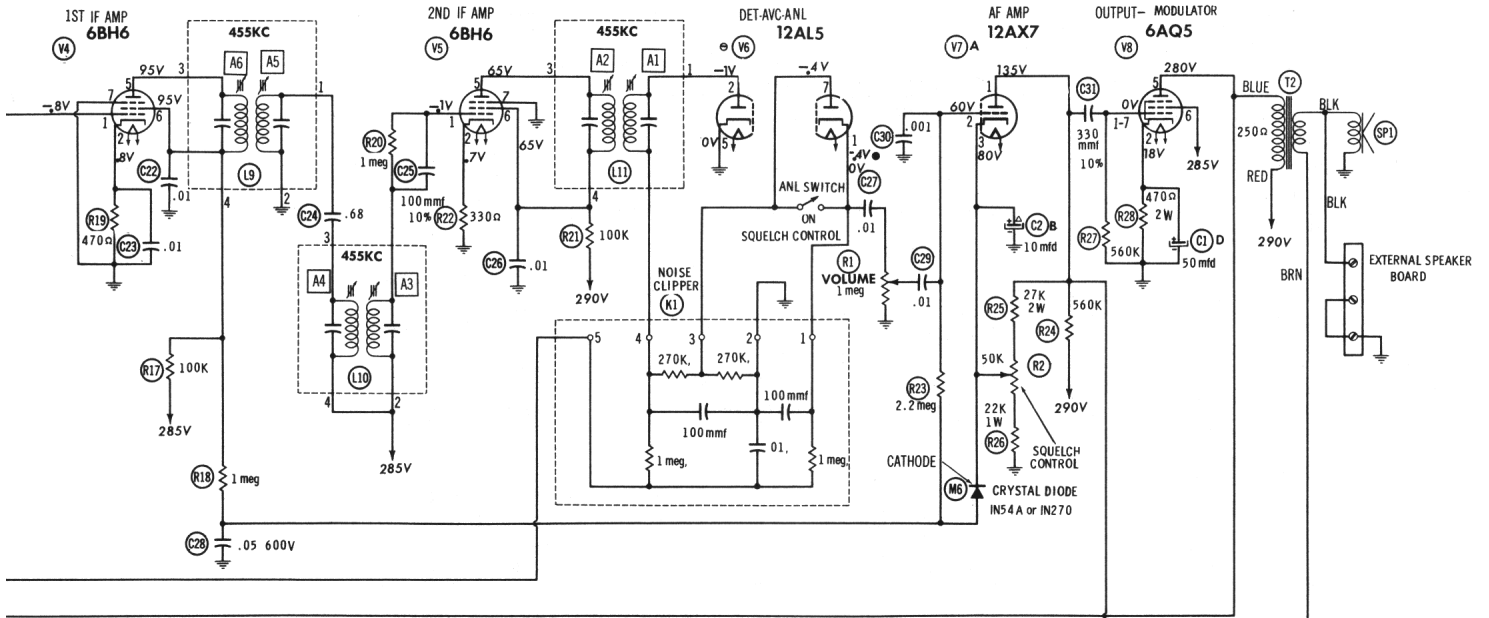 1ST IF AMP
6BH6
V4
455KC
A6
A5
2ND IF AMP
6BH6
V5
455KC
A2
A1
DET-AVC-ANL
12AL5
⊖ V6
AF AMP
12AX7
V7 A
OUTPUT- MODULATOR
6AQ5
V8
95V
3
5
7
-.8V
95V
6
1
2
.8V
C22
.01
R19
470Ω
C23
.01
L9
4
1
2
C24
.68
3
455KC
A4
A3
L10
4
2
285V
R17
100K
285V
R18
1 meg
C28
.05 600V
65V
3
5
7
-.1V
1
6
2
.7V
65V
R20
1 meg
C25
100mmf
10%
R22
330Ω
C26
.01
L11
4
R21
100K
290V
1
-1V
2
0V
5
-.4V
7
1
-.4V
0V
C27
.01
ANL SWITCH
ON
SQUELCH CONTROL
R1
VOLUME
1 meg
C29
.01
NOISE
CLIPPER
K1
5
4
3
2
1
270K,
270K,
100mmf
100mmf
1 meg,
01,
1 meg,
C30
.001
60V
135V
1
2
3
80V
C2 B
10 mfd
R23
2.2 meg
R25
27K
2W
50K
R2
22K
1W
R26
SQUELCH
CONTROL
R24
560K
290V
CATHODE
M6
CRYSTAL DIODE
IN54A or IN270
C31
330
mmf
10%
R27
560K
280V
5
0V
1-7
6
2
18V
285V
R28
470Ω
2W
C1 D
50mfd
BLUE
T2
250Ω
RED
290V
BLK
SP1
BLK
BRN
EXTERNAL SPEAKER
BOARD